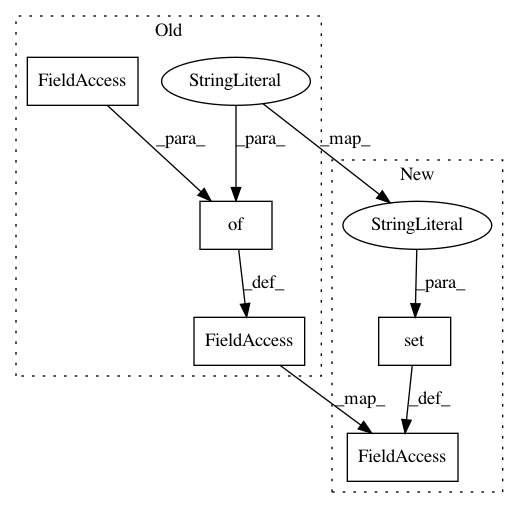 Old
FieldAccess
StringLiteral
_para_
_para_
_map_
New
of
StringLiteral
_def_
_para_
FieldAccess
set
_map_
_def_
FieldAccess